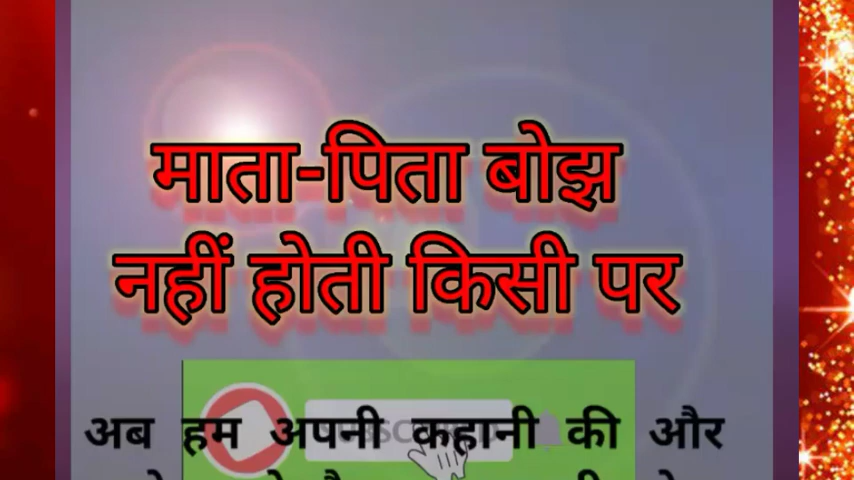 माता-पिता बोझ
नहीं होती किसी पर
अब हम अपनी कहानी की और